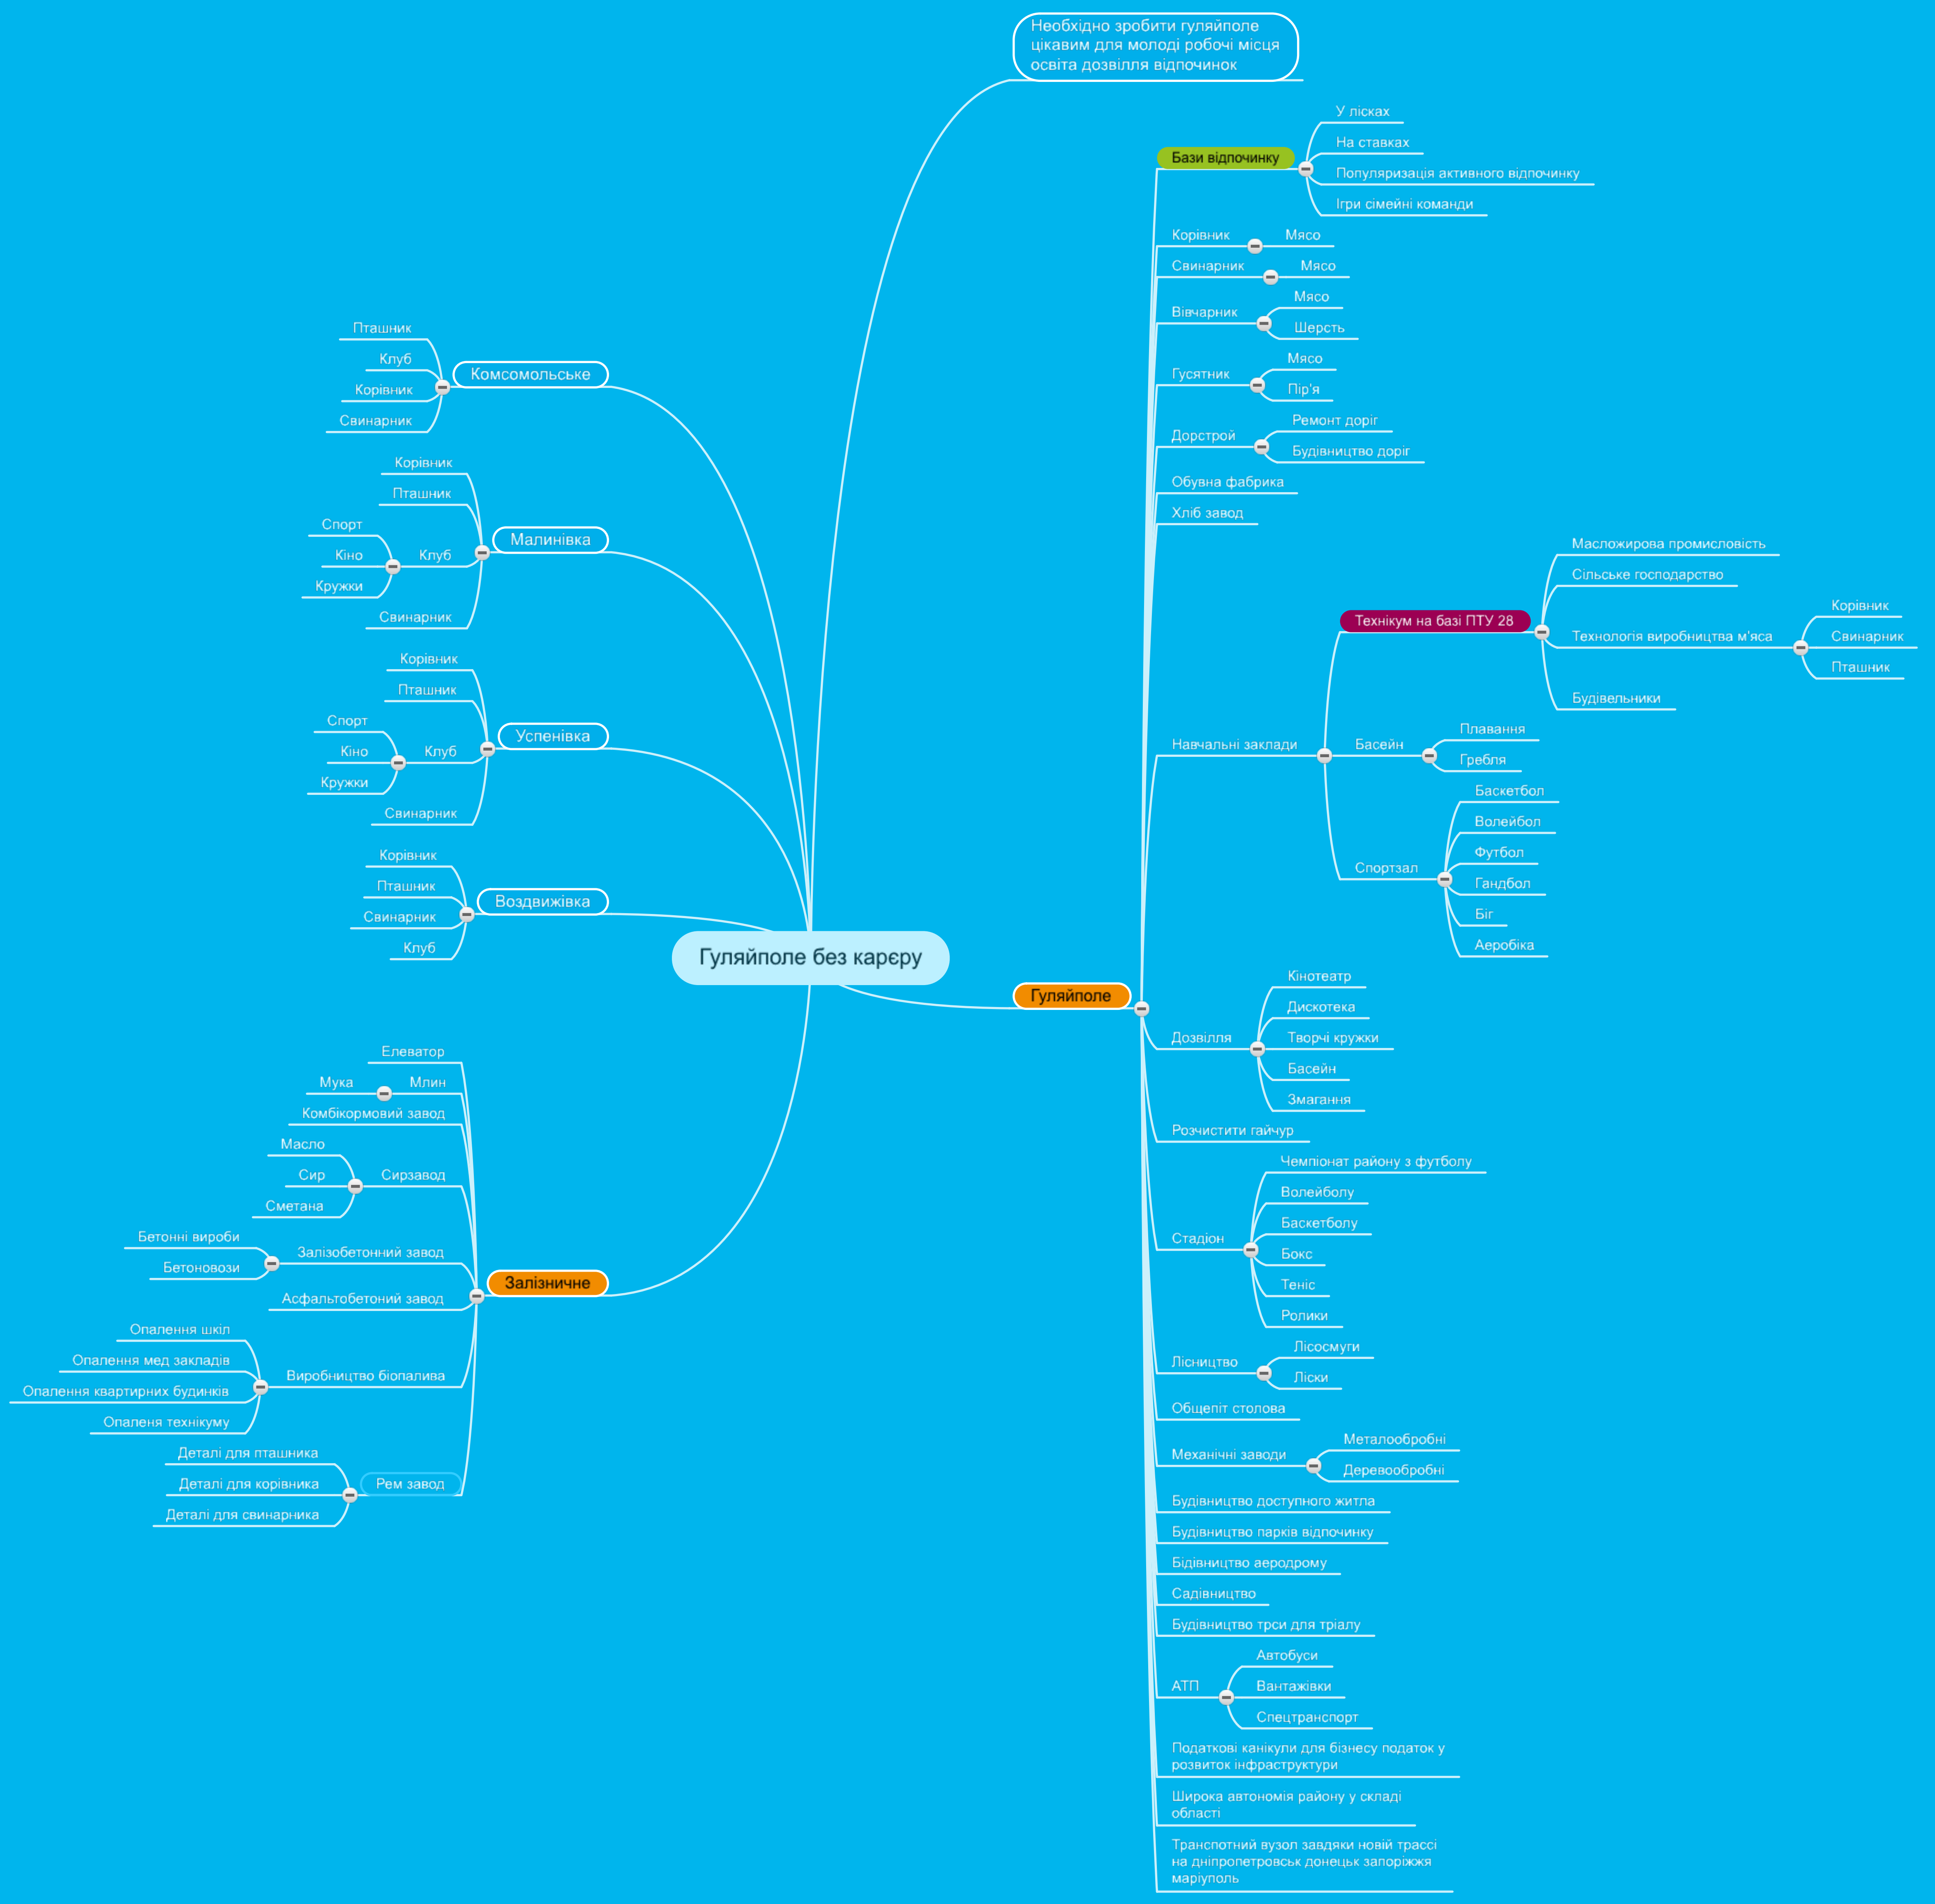 Необхідно зробити гуляйполе
цікавим для молоді робочі місця
освіта дозвілля відпочинок
Гуляйполе без карєру
Комсомольське
Пташник
Клуб
Корівник
Свинарник
Малинівка
Корівник
Пташник
Клуб
Спорт
Кіно
Кружки
Свинарник
Успенівка
Корівник
Пташник
Клуб
Спорт
Кіно
Кружки
Свинарник
Воздвижівка
Корівник
Пташник
Свинарник
Клуб
Залізничне
Елеватор
Млин
Мука
Комбікормовий завод
Сирзавод
Масло
Сир
Сметана
Залізобетонний завод
Бетонні вироби
Бетоновози
Асфальтобетоний завод
Виробництво біопалива
Опалення шкіл
Опалення мед закладів
Опалення квартирних будинків
Опаленя технікуму
Рем завод
Деталі для пташника
Деталі для корівника
Деталі для свинарника
Гуляйполе
Бази відпочинку
У лісках
На ставках
Популяризація активного відпочинку
Ігри сімейні команди
Корівник
Мясо
Свинарник
Мясо
Вівчарник
Мясо
Шерсть
Гусятник
Мясо
Пір'я
Дорстрой
Ремонт доріг
Будівництво доріг
Обувна фабрика
Хліб завод
Навчальні заклади
Технікум на базі ПТУ 28
Масложирова промисловість
Сільське господарство
Технологія виробництва м'яса
Корівник
Свинарник
Пташник
Будівельники
Басейн
Плавання
Гребля
Спортзал
Баскетбол
Волейбол
Футбол
Гандбол
Біг
Аеробіка
Дозвілля
Кінотеатр
Дискотека
Творчі кружки
Басейн
Змагання
Розчистити гайчур
Стадіон
Чемпіонат району з футболу
Волейболу
Баскетболу
Бокс
Теніс
Ролики
Лісництво
Лісосмуги
Ліски
Общепіт столова
Механічні заводи
Металообробні
Деревообробні
Будівництво доступного житла
Будівництво парків відпочинку
Бідівництво аеродрому
Садівництво
Будівництво трси для тріалу
АТП
Автобуси
Вантажівки
Спецтранспорт
Податкові канікули для бізнесу податок у
розвиток інфраструктури
Широка автономія району у складі
області
Транспотний вузол завдяки новій трассі
на дніпропетровськ донецьк запоріжжя
маріуполь